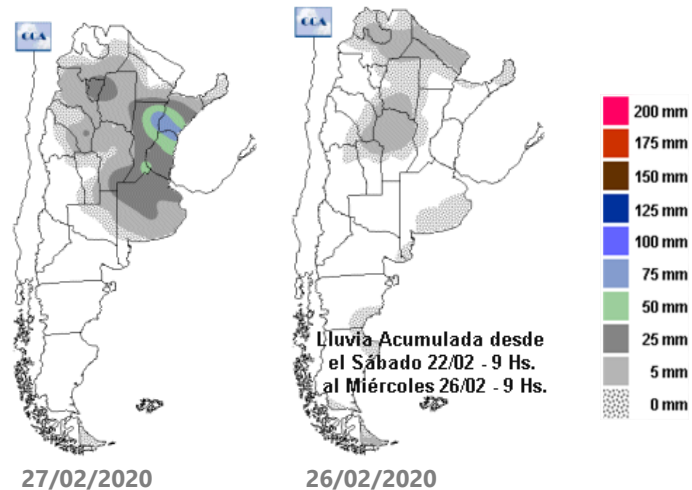 CCA
CCA
200 mm
175 mm
150 mm
125 mm
100 mm
75 mm
50 mm
25 mm
5 mm
0 mm
Lluvia Acumulada desde
el Sábado 22/02 - 9 Hs.
al Miércoles 26/02 - 9 Hs.
27/02/2020
26/02/2020